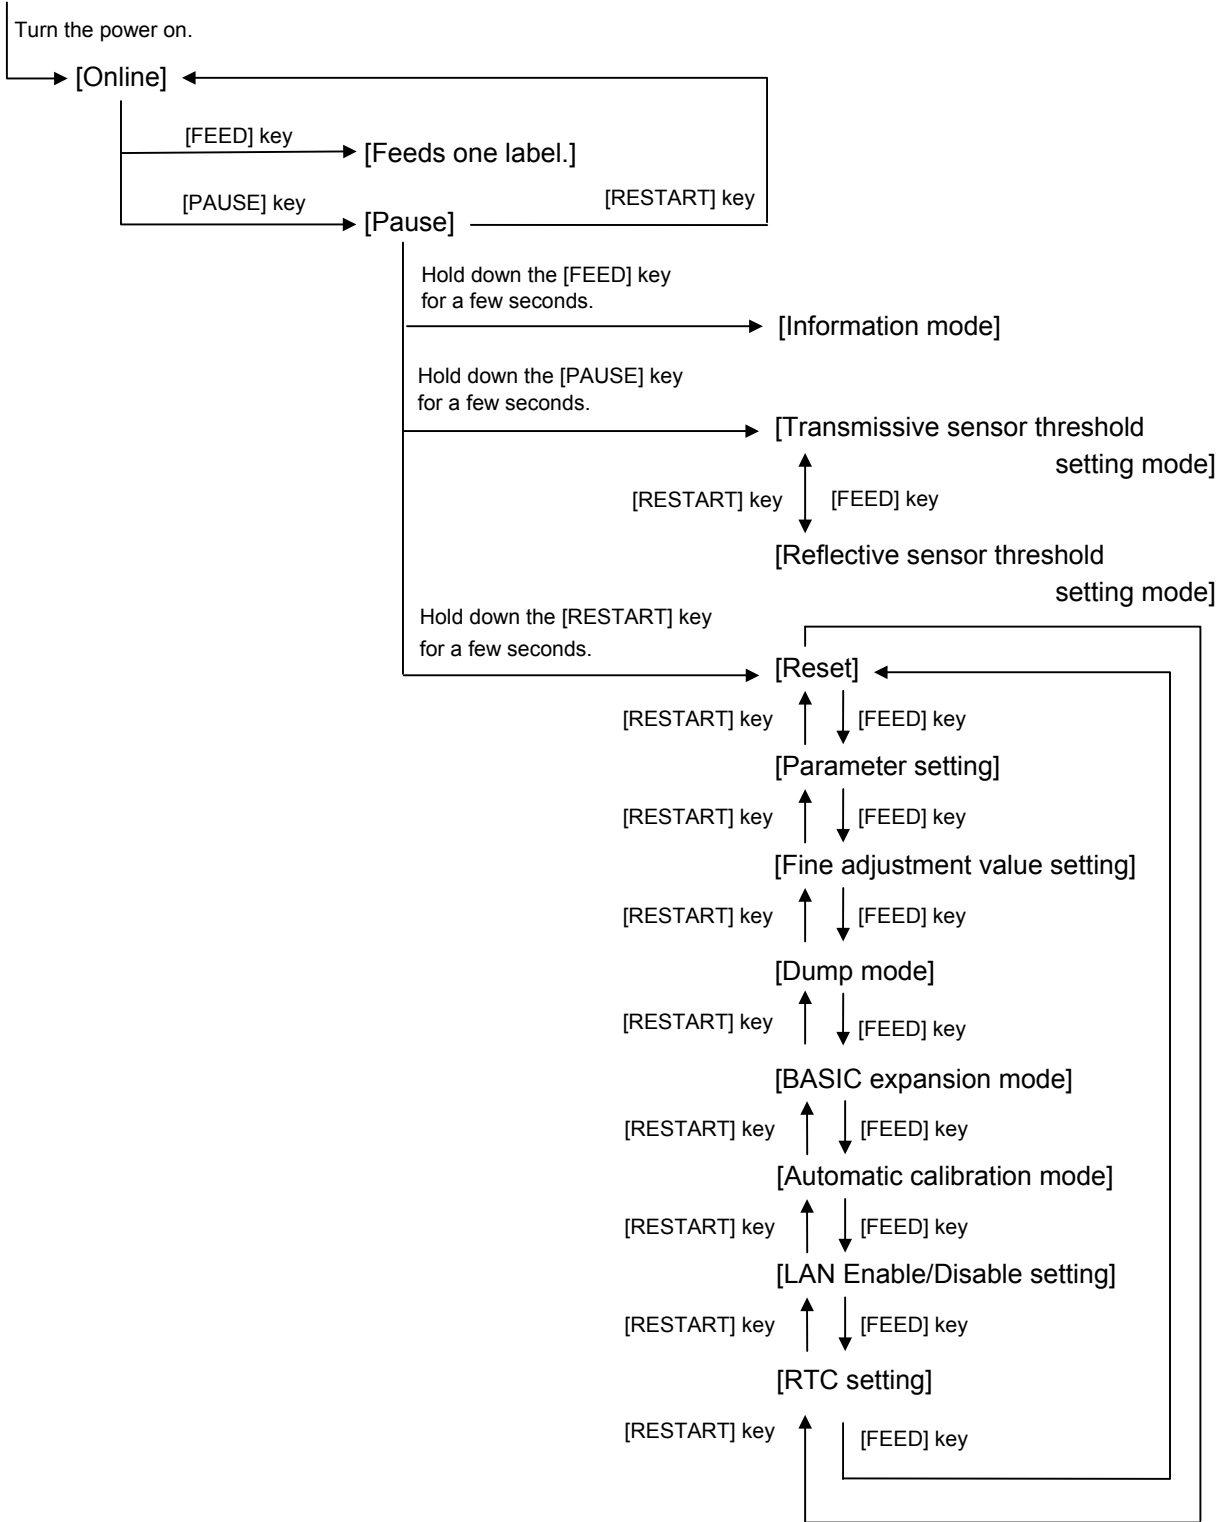 Turn the power on.
[Online]
[FEED] key
[Feeds one label.]
[PAUSE] key
[RESTART] key
[Pause]
Hold down the [FEED] key
for a few seconds.
[Information mode]
Hold down the [PAUSE] key
for a few seconds.
[Transmissive sensor threshold
setting mode]
[RESTART] key
[FEED] key
[Reflective sensor threshold
setting mode]
Hold down the [RESTART] key
for a few seconds.
[Reset]
[RESTART] key
[FEED] key
[Parameter setting]
[RESTART] key
[FEED] key
[Fine adjustment value setting]
[RESTART] key
[FEED] key
[Dump mode]
[RESTART] key
[FEED] key
[BASIC expansion mode]
[RESTART] key
[FEED] key
[Automatic calibration mode]
[RESTART] key
[FEED] key
[LAN Enable/Disable setting]
[RESTART] key
[FEED] key
[RTC setting]
[RESTART] key
[FEED] key